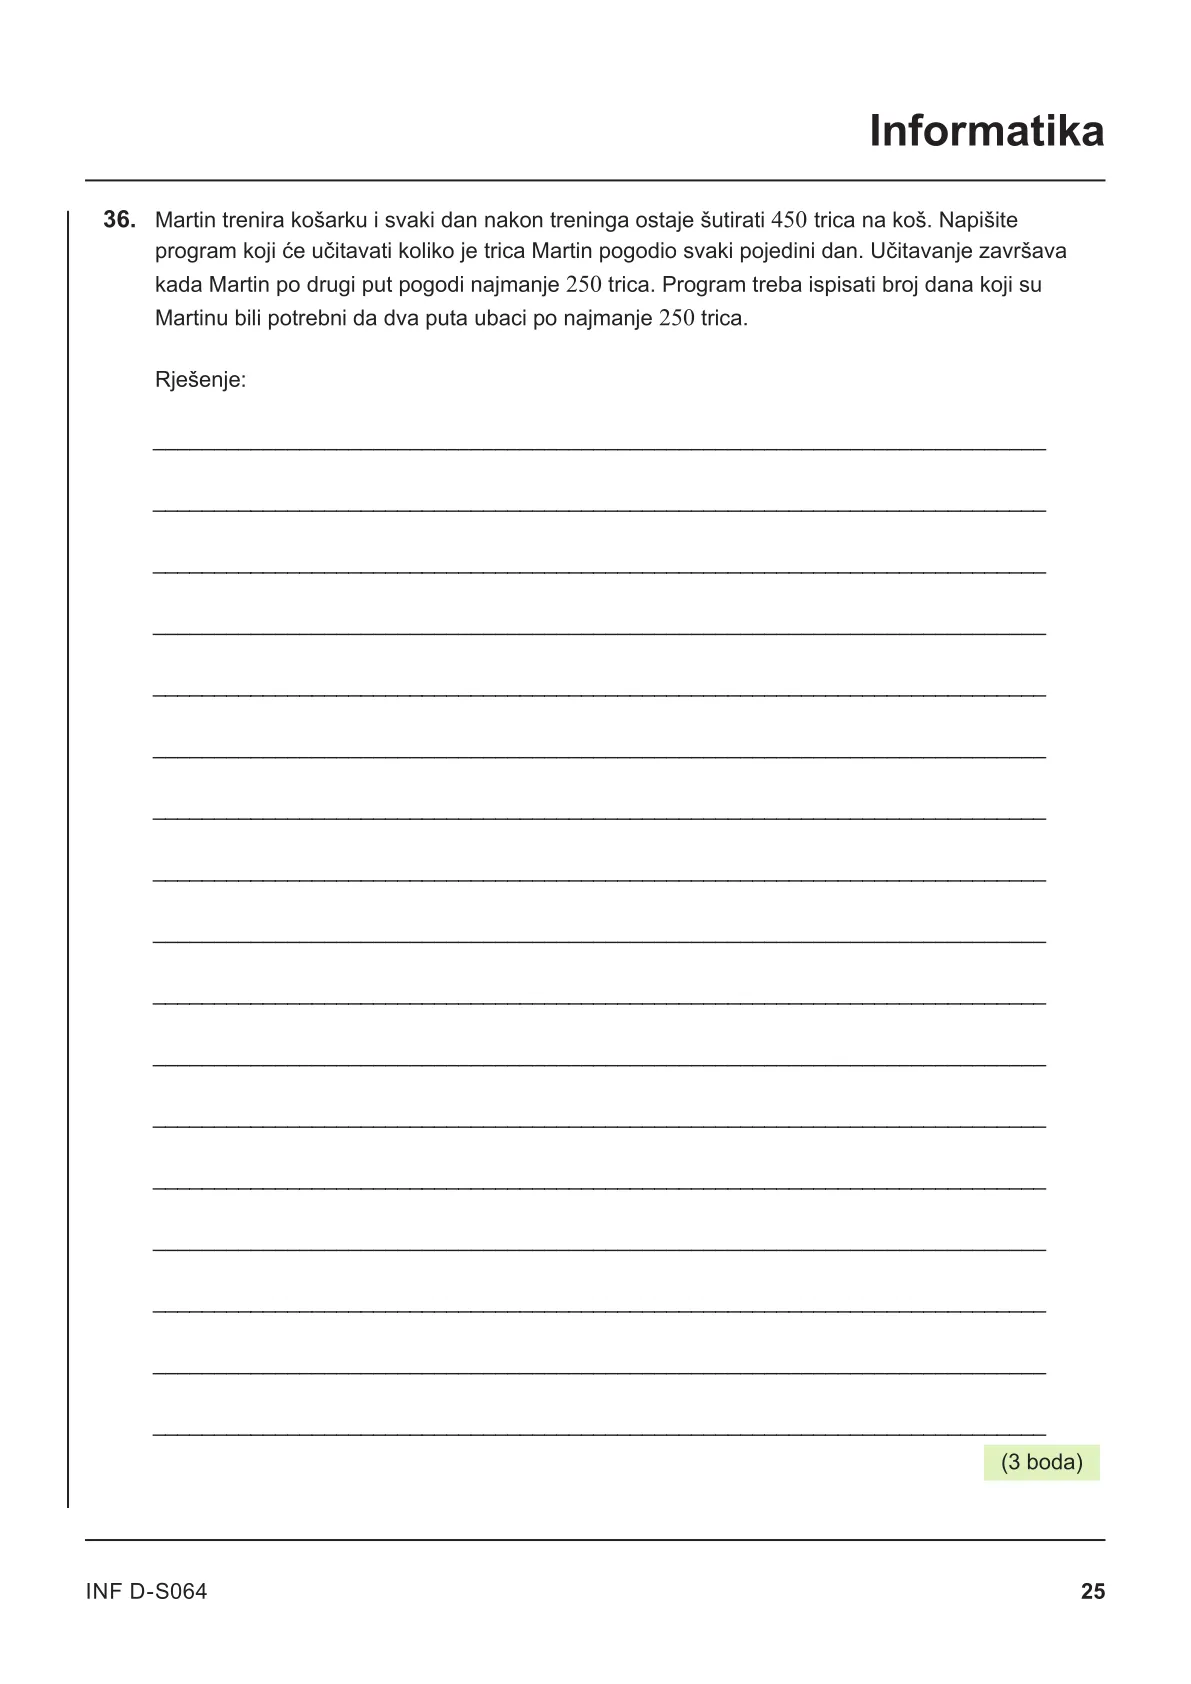 Informatika
36. Martin trenira košarku i svaki dan nakon treninga ostaje šutirati 450 trica na koš. Napišite
program koji će učitavati koliko je trica Martin pogodio svaki pojedini dan. Učitavanje završava
kada Martin po drugi put pogodi najmanje 250 trica. Program treba ispisati broj dana koji su
Martinu bili potrebni da dva puta ubaci po najmanje 250 trica.
Rješenje:
(3 boda)
INF D-S064
25